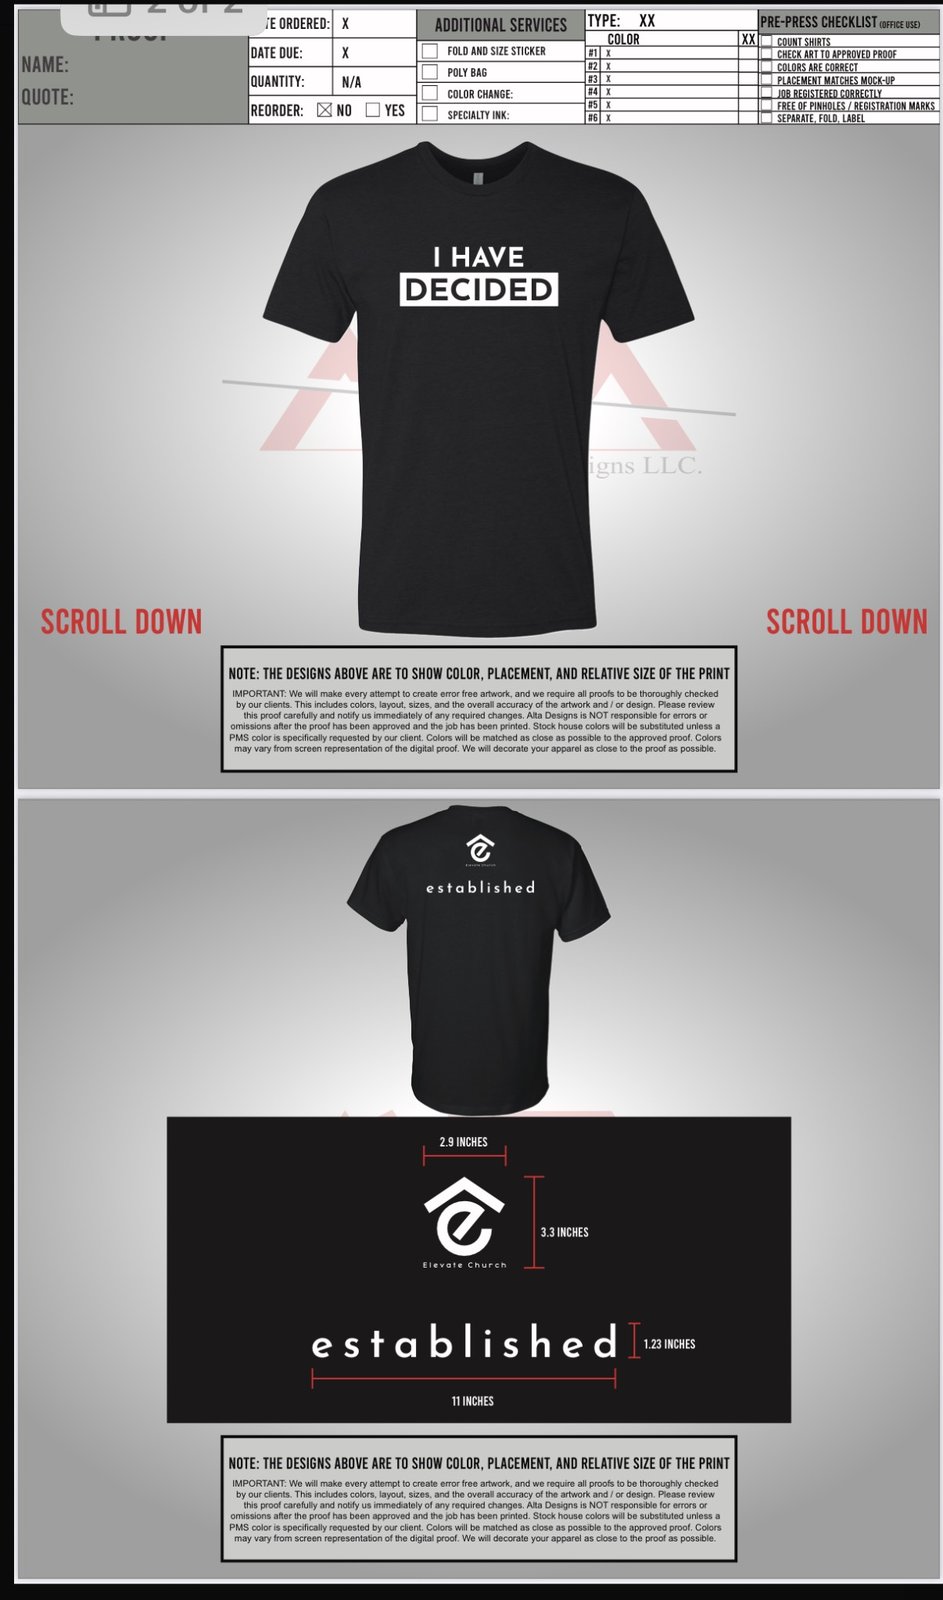 2 of 2
PROOF
NAME:
QUOTE:
TE ORDERED: X
DATE DUE: X
QUANTITY: N/A
REORDER: NO YES
ADDITIONAL SERVICES
FOLD AND SIZE STICKER
POLY BAG
COLOR CHANGE:
SPECIALTY INK:
TYPE: XX
COLOR XX
#1 X
#2 X
#3 X
#4 X
#5 X
#6 X
PRE-PRESS CHECKLIST (OFFICE USE)
COUNT SHIRTS
CHECK ART TO APPROVED PROOF
COLORS ARE CORRECT
PLACEMENT MATCHES MOCK-UP
JOB REGISTERED CORRECTLY
FREE OF PINHOLES / REGISTRATION MARKS
SEPARATE, FOLD, LABEL
I HAVE
DECIDED
igns LLC.
SCROLL DOWN
SCROLL DOWN
NOTE: THE DESIGNS ABOVE ARE TO SHOW COLOR, PLACEMENT, AND RELATIVE SIZE OF THE PRINT
IMPORTANT: We will make every attempt to create error free artwork, and we require all proofs to be thoroughly checked
by our clients. This includes colors, layout, sizes, and the overall accuracy of the artwork and / or design. Please review
this proof carefully and notify us immediately of any required changes. Alta Designs is NOT responsible for errors or
omissions after the proof has been approved and the job has been printed. Stock house colors will be substituted unless a
PMS color is specifically requested by our client. Colors will be matched as close as possible to the approved proof. Colors
may vary from screen representation of the digital proof. We will decorate your apparel as close to the proof as possible.
Elevate Church
established
2.9 INCHES
3.3 INCHES
Elevate Church
established
1.23 INCHES
11 INCHES
NOTE: THE DESIGNS ABOVE ARE TO SHOW COLOR, PLACEMENT, AND RELATIVE SIZE OF THE PRINT
IMPORTANT: We will make every attempt to create error free artwork, and we require all proofs to be thoroughly checked
by our clients. This includes colors, layout, sizes, and the overall accuracy of the artwork and / or design. Please review
this proof carefully and notify us immediately of any required changes. Alta Designs is NOT responsible for errors or
omissions after the proof has been approved and the job has been printed. Stock house colors will be substituted unless a
PMS color is specifically requested by our client. Colors will be matched as close as possible to the approved proof. Colors
may vary from screen representation of the digital proof. We will decorate your apparel as close to the proof as possible.